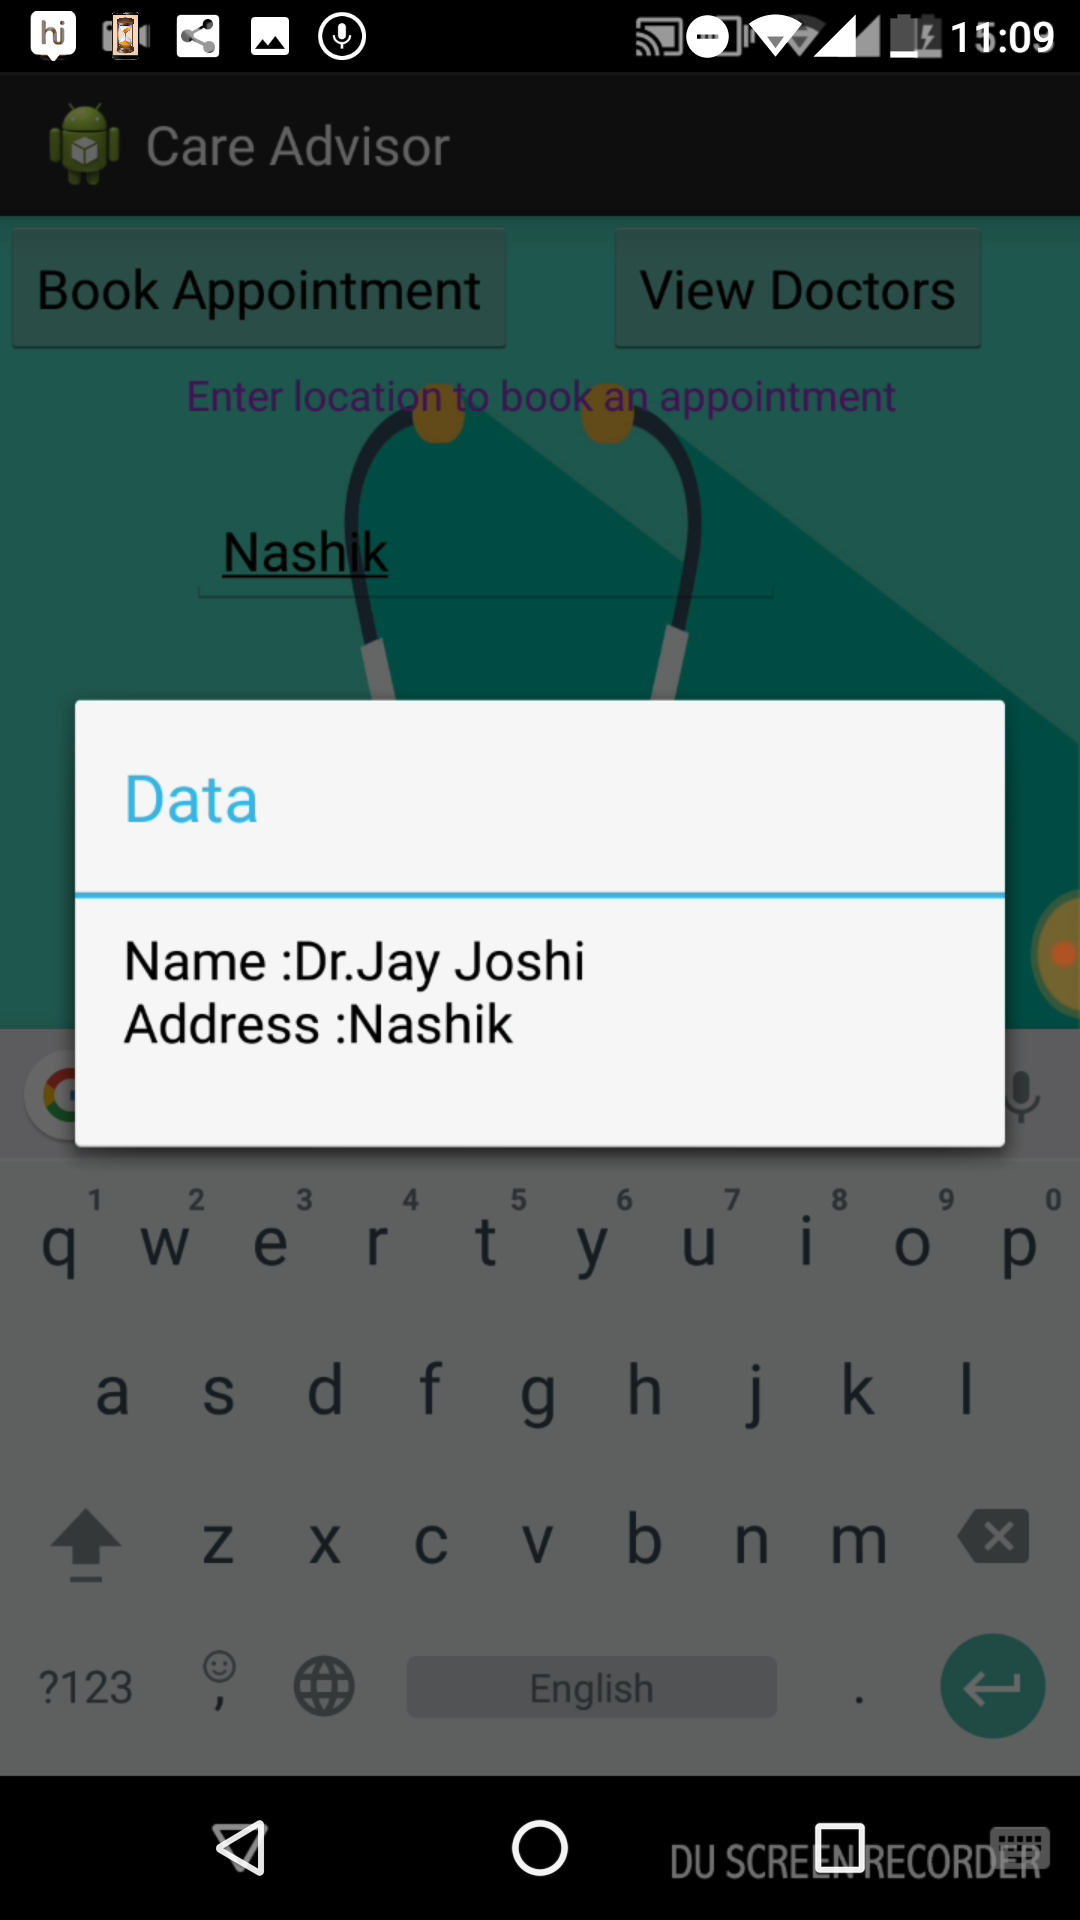 hi 11:09
Care Advisor
Book Appointment View Doctors
Enter location to book an appointment
Nashik
Data
Name :Dr.Jay Joshi
Address :Nashik
1 2 3 4 5 6 7 8 9 0
q w e r t y u i o p
a s d f g h j k l
z x c v b n m
?123 , English .
DU SCREEN RECORDER